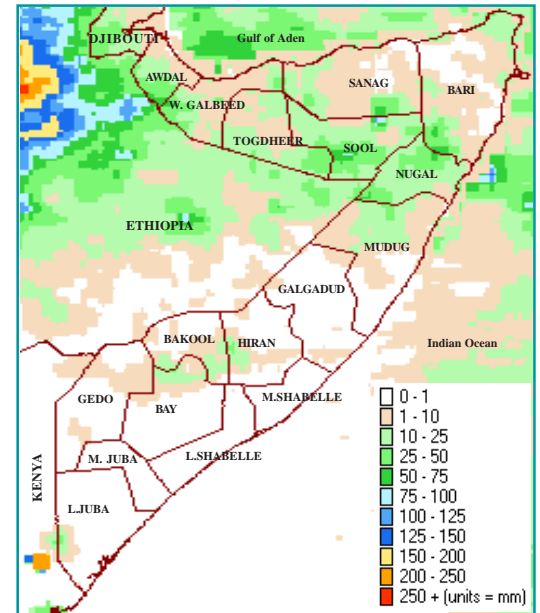 DJIBOUTI
Gulf of Aden
AWDAL
SANAG
BARI
W. GALBEED
TOGDHEER
SOOL
NUGAL
ETHIOPIA
MUDUG
GALGADUD
BAKOOL
HIRAN
Indian Ocean
GEDO
BAY
M.SHABELLE
KENYA
M. JUBA
L.SHABELLE
L.JUBA
0 - 1
1 - 10
10 - 25
25 - 50
50 - 75
75 - 100
100 - 125
125 - 150
150 - 200
200 - 250
250 + (units = mm)